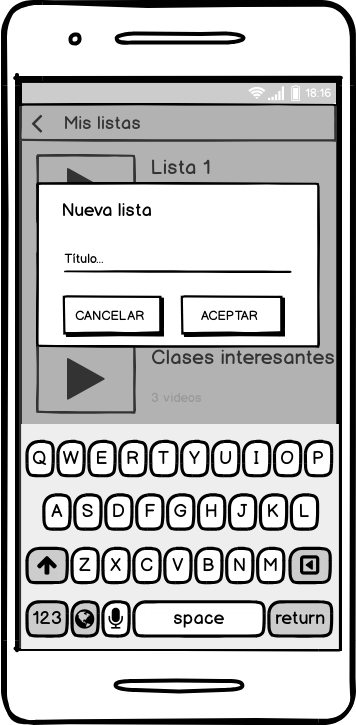 18:16
Mis listas
Lista 1
Nueva lista
Título...
CANCELAR ACEPTAR
Clases interesantes
3 videos
Q W E R T Y U I O P
A S D F G H J K L
Z X C V B N M
123 space return